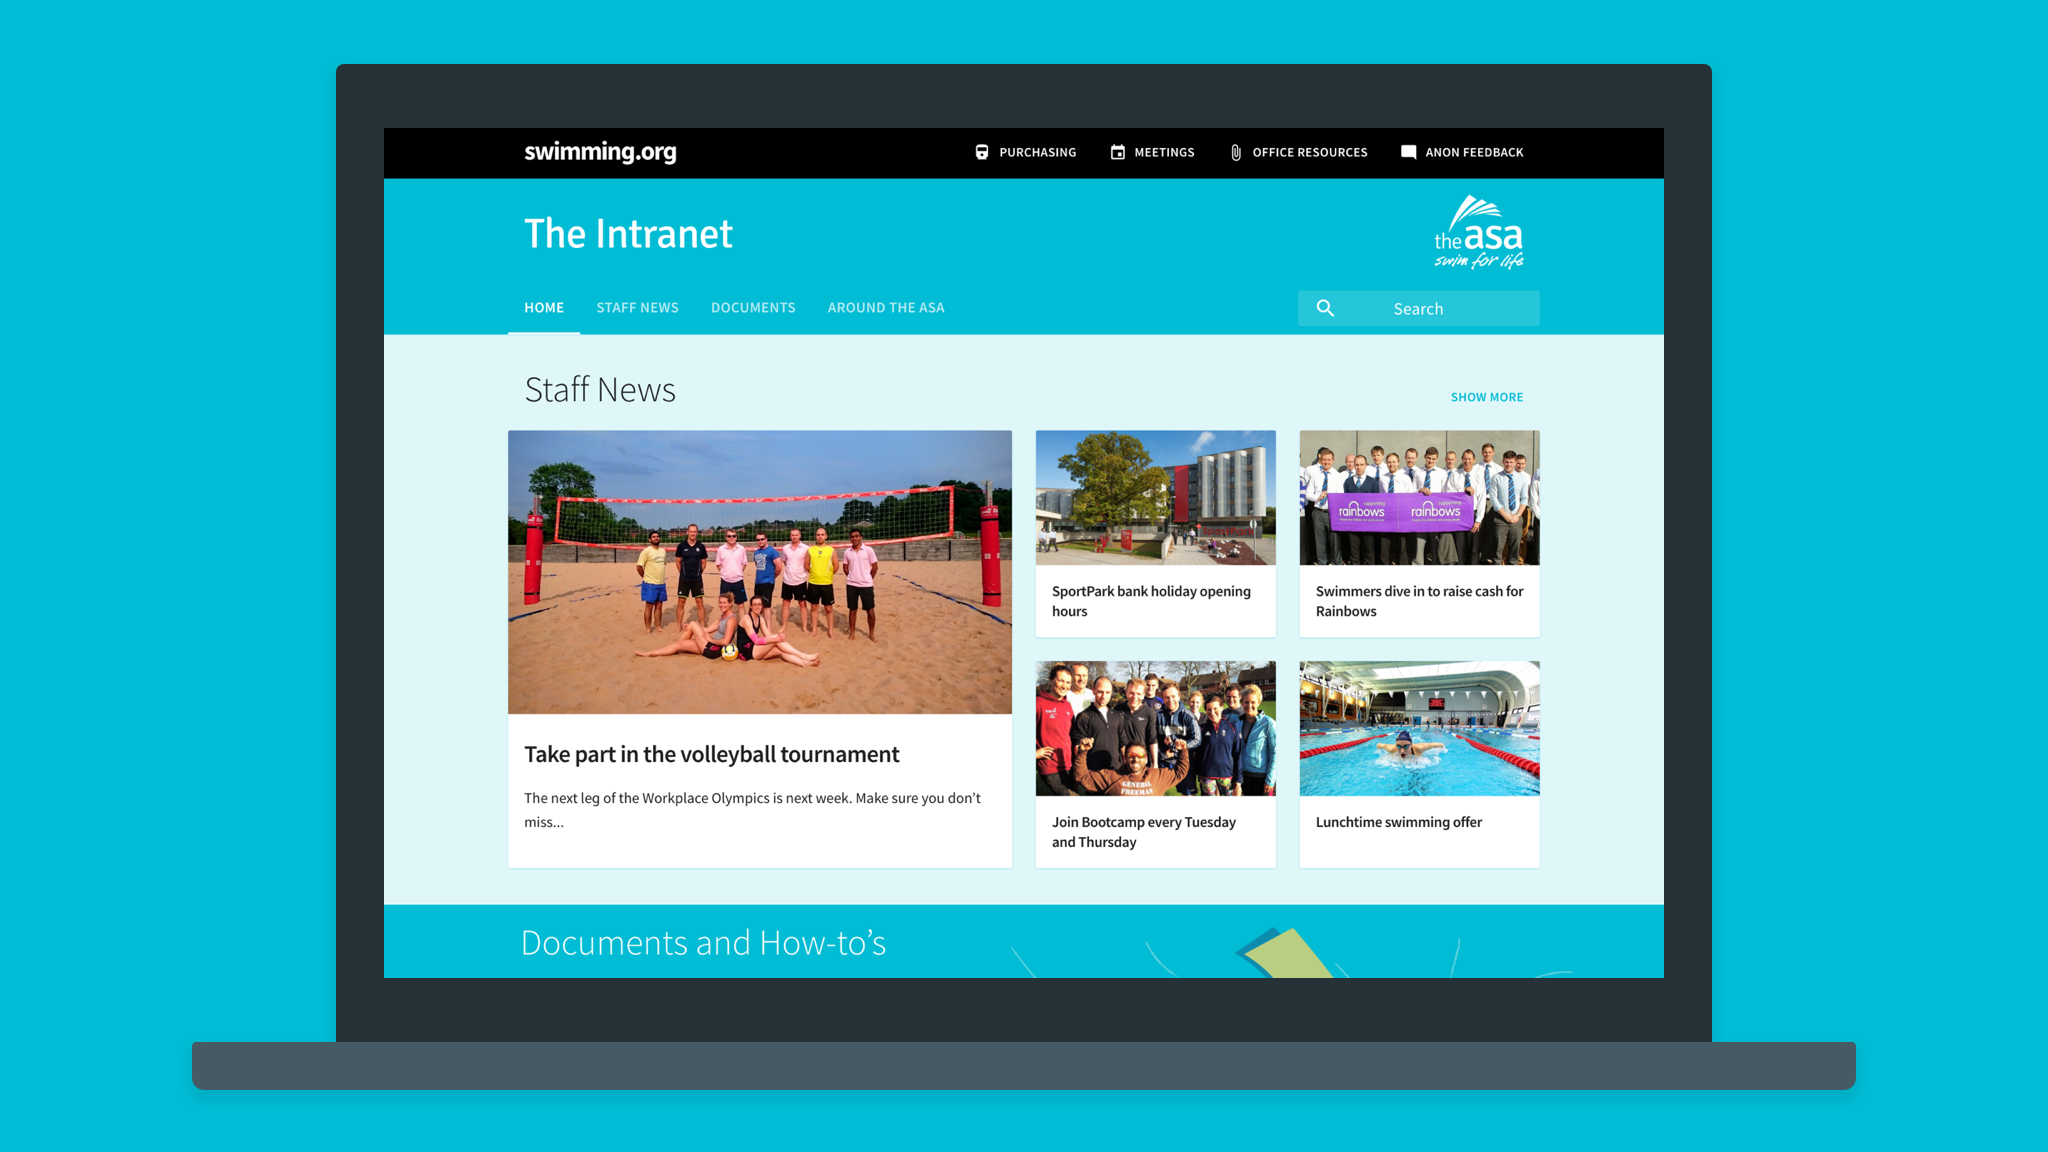 swimming.org
PURCHASING
MEETINGS
OFFICE RESOURCES
ANON FEEDBACK
The Intranet
the asa
swim for life
HOME
STAFF NEWS
DOCUMENTS
AROUND THE ASA
Search
Staff News
SHOW MORE
Take part in the volleyball tournament
The next leg of the Workplace Olympics is next week. Make sure you don’t
miss...
SportPark bank holiday opening
hours
supporting
rainbows
supporting
rainbows
Swimmers dive in to raise cash for
Rainbows
GENERAL
FREEMAN
Join Bootcamp every Tuesday
and Thursday
Lunchtime swimming offer
Documents and How-to’s